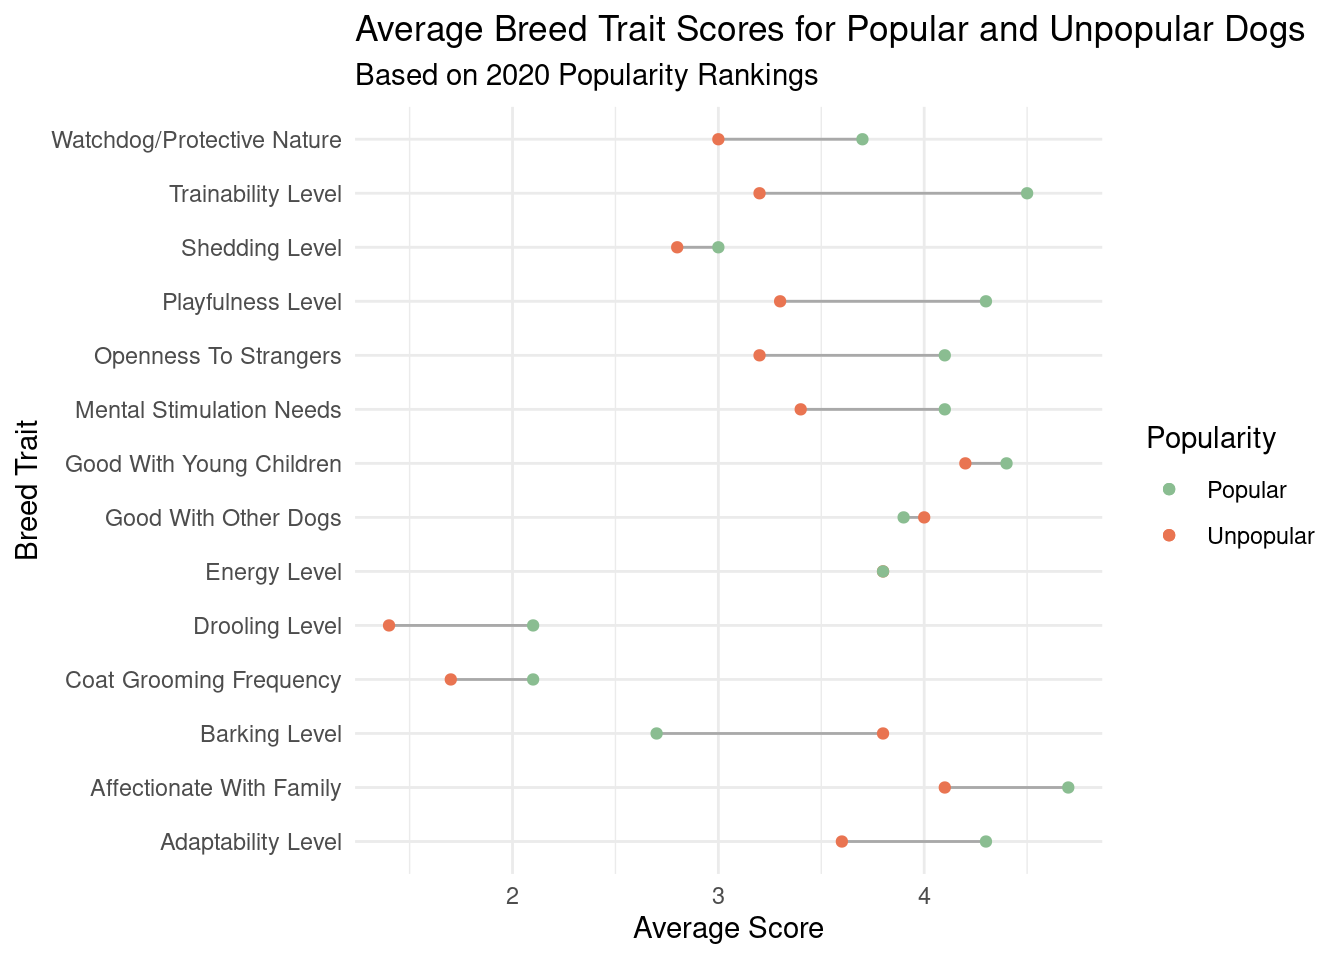 Average Breed Trait Scores for Popular and Unpopular Dogs
Based on 2020 Popularity Rankings
Watchdog/Protective Nature
Trainability Level
Shedding Level
Playfulness Level
Openness To Strangers
Mental Stimulation Needs
Good With Young Children
Good With Other Dogs
Energy Level
Drooling Level
Coat Grooming Frequency
Barking Level
Affectionate With Family
Adaptability Level
Breed Trait
2 3 4
Average Score
Popularity
Popular
Unpopular